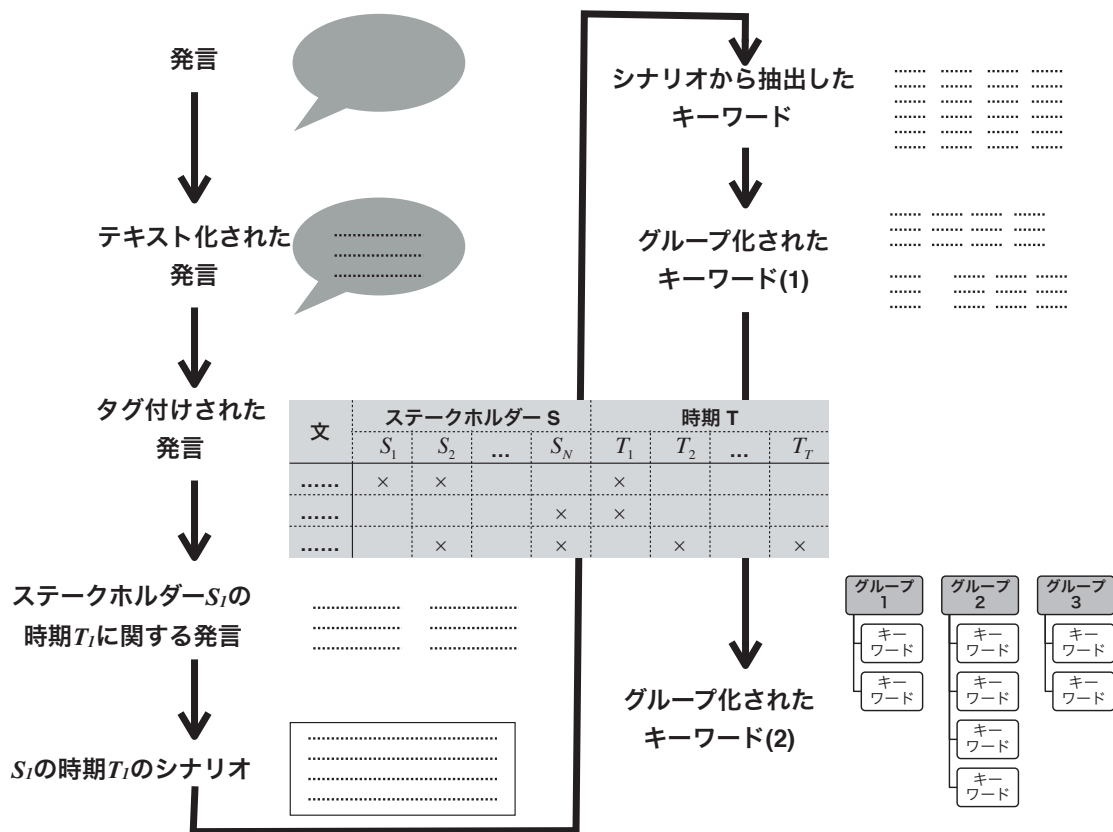 発言
テキスト化された
発言
タグ付けされた
発言
ステークホルダーS1の
時期T1に関する発言
S1の時期T1のシナリオ
文
ステークホルダー S
時期 T
S1 S2 ... SN T1 T2 ... TT
...... × × ×
...... × ×
...... × × × ×
シナリオから抽出した
キーワード
グループ化された
キーワード(1)
グループ化された
キーワード(2)
グループ
1
キー
ワード
キー
ワード
グループ
2
キー
ワード
キー
ワード
キー
ワード
キー
ワード
グループ
3
キー
ワード
キー
ワード